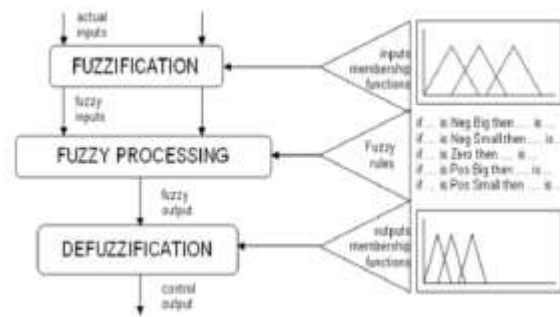 actual
inputs
FUZZIFICATION
inputs
membership
functions
fuzzy
inputs
FUZZY PROCESSING
Fuzzy
rules
if ... is Neg Big then .... is ...
if ... is Neg Small then .... is...
if ... is Zero then .... is ...
if ... is Pos Big then .... is ...
if ... is Pos Small then .... is ...
fuzzy
output
DEFUZZIFICATION
outputs
membership
functions
control
output